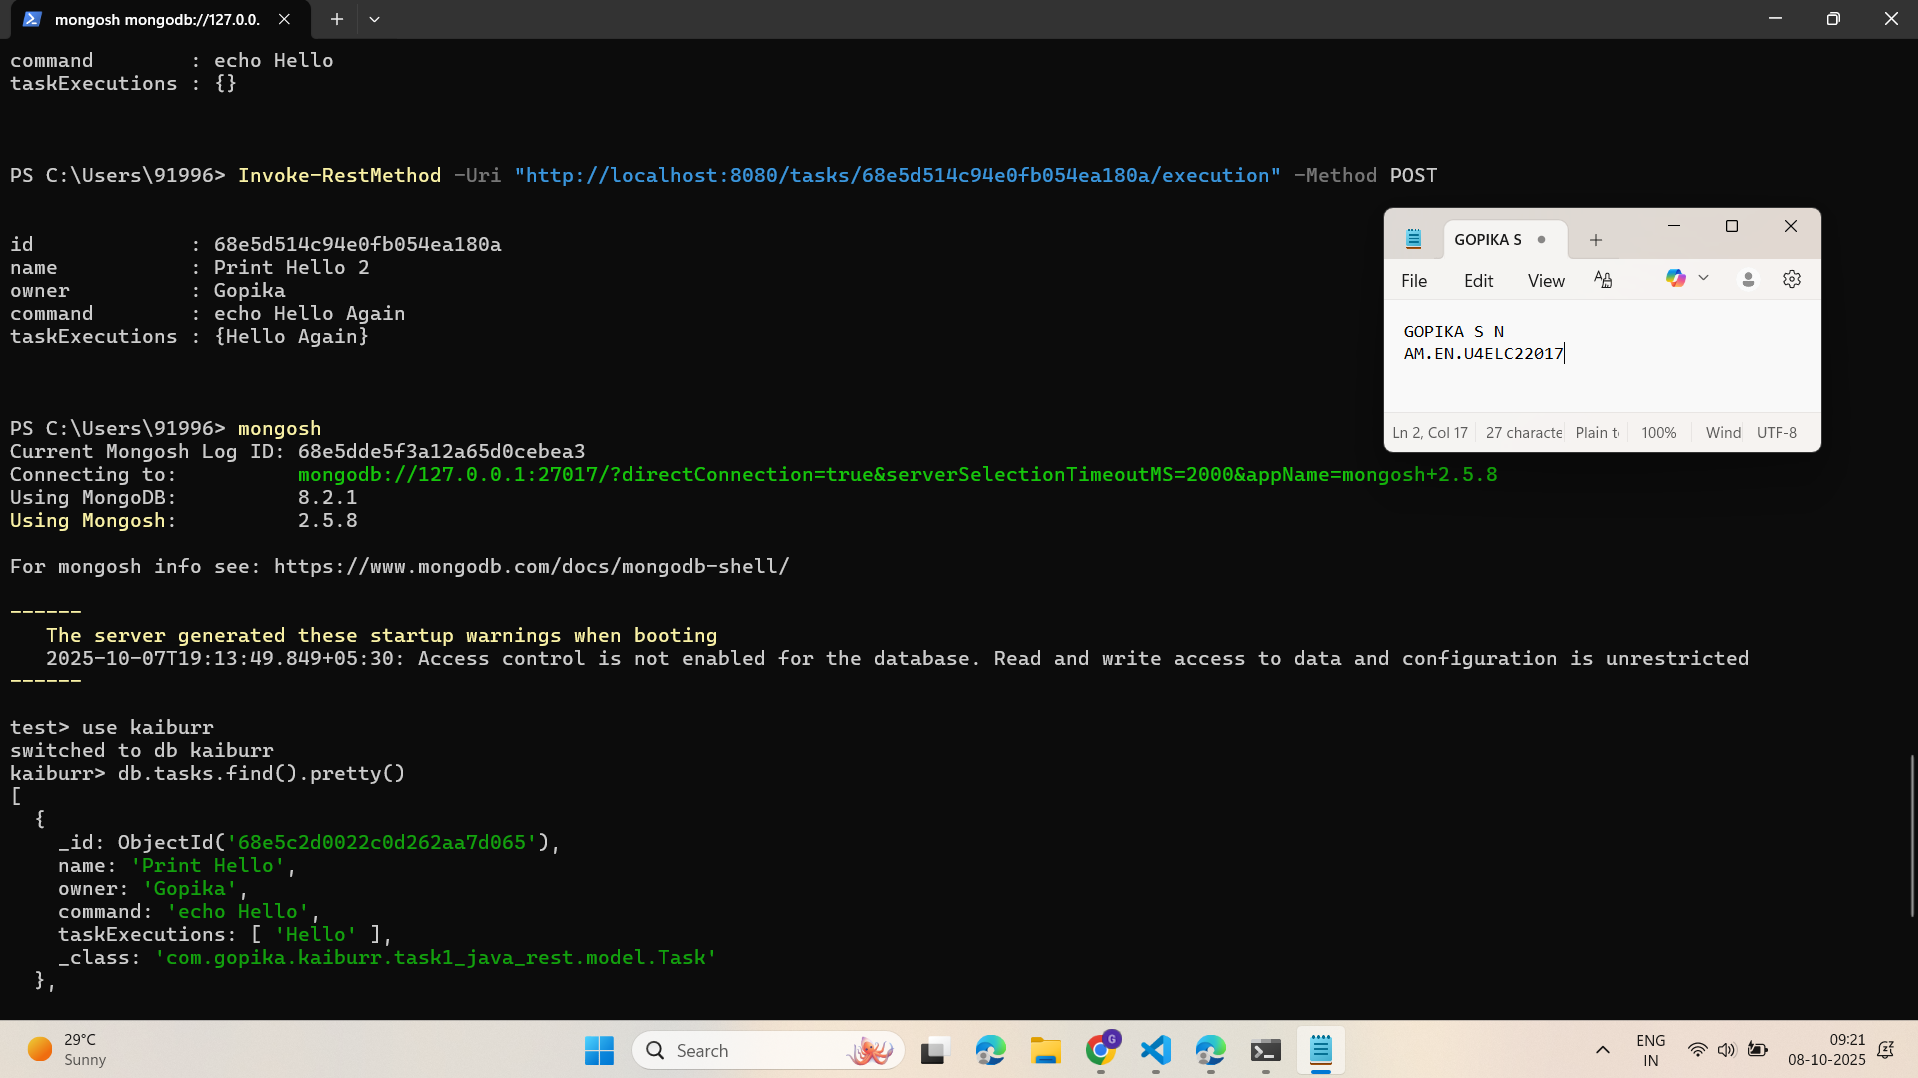 mongosh mongodb://127.0.0.
command        : echo Hello
taskExecutions : {}
PS C:\Users\91996> Invoke-RestMethod -Uri "http://localhost:8080/tasks/68e5d514c94e0fb054ea180a/execution" -Method POST
id             : 68e5d514c94e0fb054ea180a
name           : Print Hello 2
owner          : Gopika
command        : echo Hello Again
taskExecutions : {Hello Again}
PS C:\Users\91996> mongosh
Current Mongosh Log ID: 68e5dde5f3a12a65d0cebea3
Connecting to:          mongodb://127.0.0.1:27017/?directConnection=true&serverSelectionTimeoutMS=2000&appName=mongosh+2.5.8
Using MongoDB:          8.2.1
Using Mongosh:          2.5.8
For mongosh info see: https://www.mongodb.com/docs/mongodb-shell/
------
   The server generated these startup warnings when booting
   2025-10-07T19:13:49.849+05:30: Access control is not enabled for the database. Read and write access to data and configuration is unrestricted
------
test> use kaiburr
switched to db kaiburr
kaiburr> db.tasks.find().pretty()
[
  {
    _id: ObjectId('68e5c2d0022c0d262aa7d065'),
    name: 'Print Hello',
    owner: 'Gopika',
    command: 'echo Hello',
    taskExecutions: [ 'Hello' ],
    _class: 'com.gopika.kaiburr.task1_java_rest.model.Task'
  },
GOPIKA S
File Edit View
GOPIKA S N
AM.EN.U4ELC22017
Ln 2, Col 17 27 characte Plain t 100% Wind UTF-8
29°C
Sunny
Search
G
ENG
IN
09:21
08-10-2025